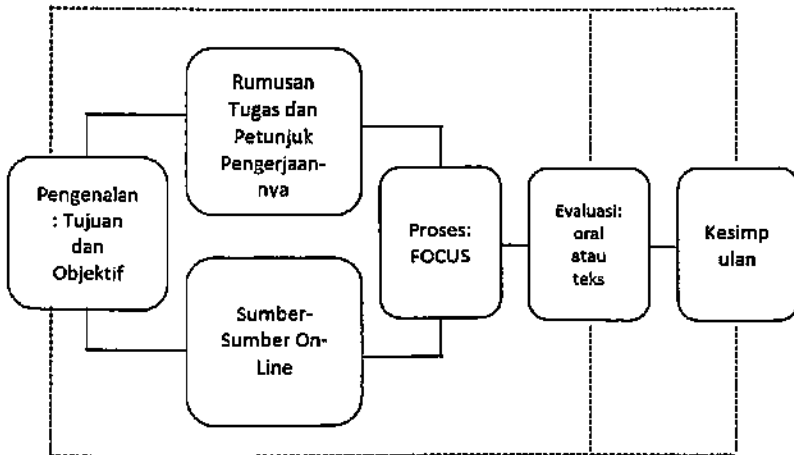 Rumusan
Tugas dan
Petunjuk
Pengerjaan-
nya
Pengenalan
: Tujuan
dan
Objektif
Sumber-
Sumber On-
Line
Proses:
FOCUS
Evaluasi:
oral
atau
teks
Kesimp
ulan